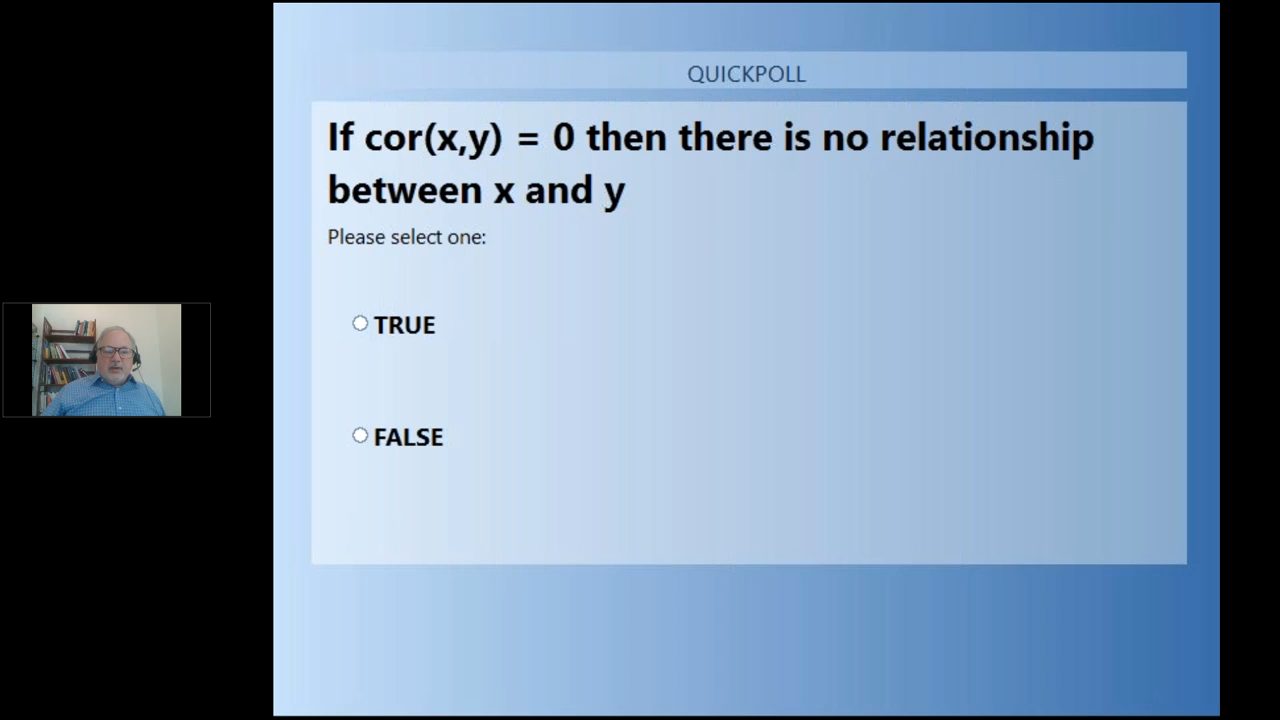 QUICKPOLL
If cor(x,y) = 0 then there is no relationship
between x and y
Please select one:
TRUE
FALSE